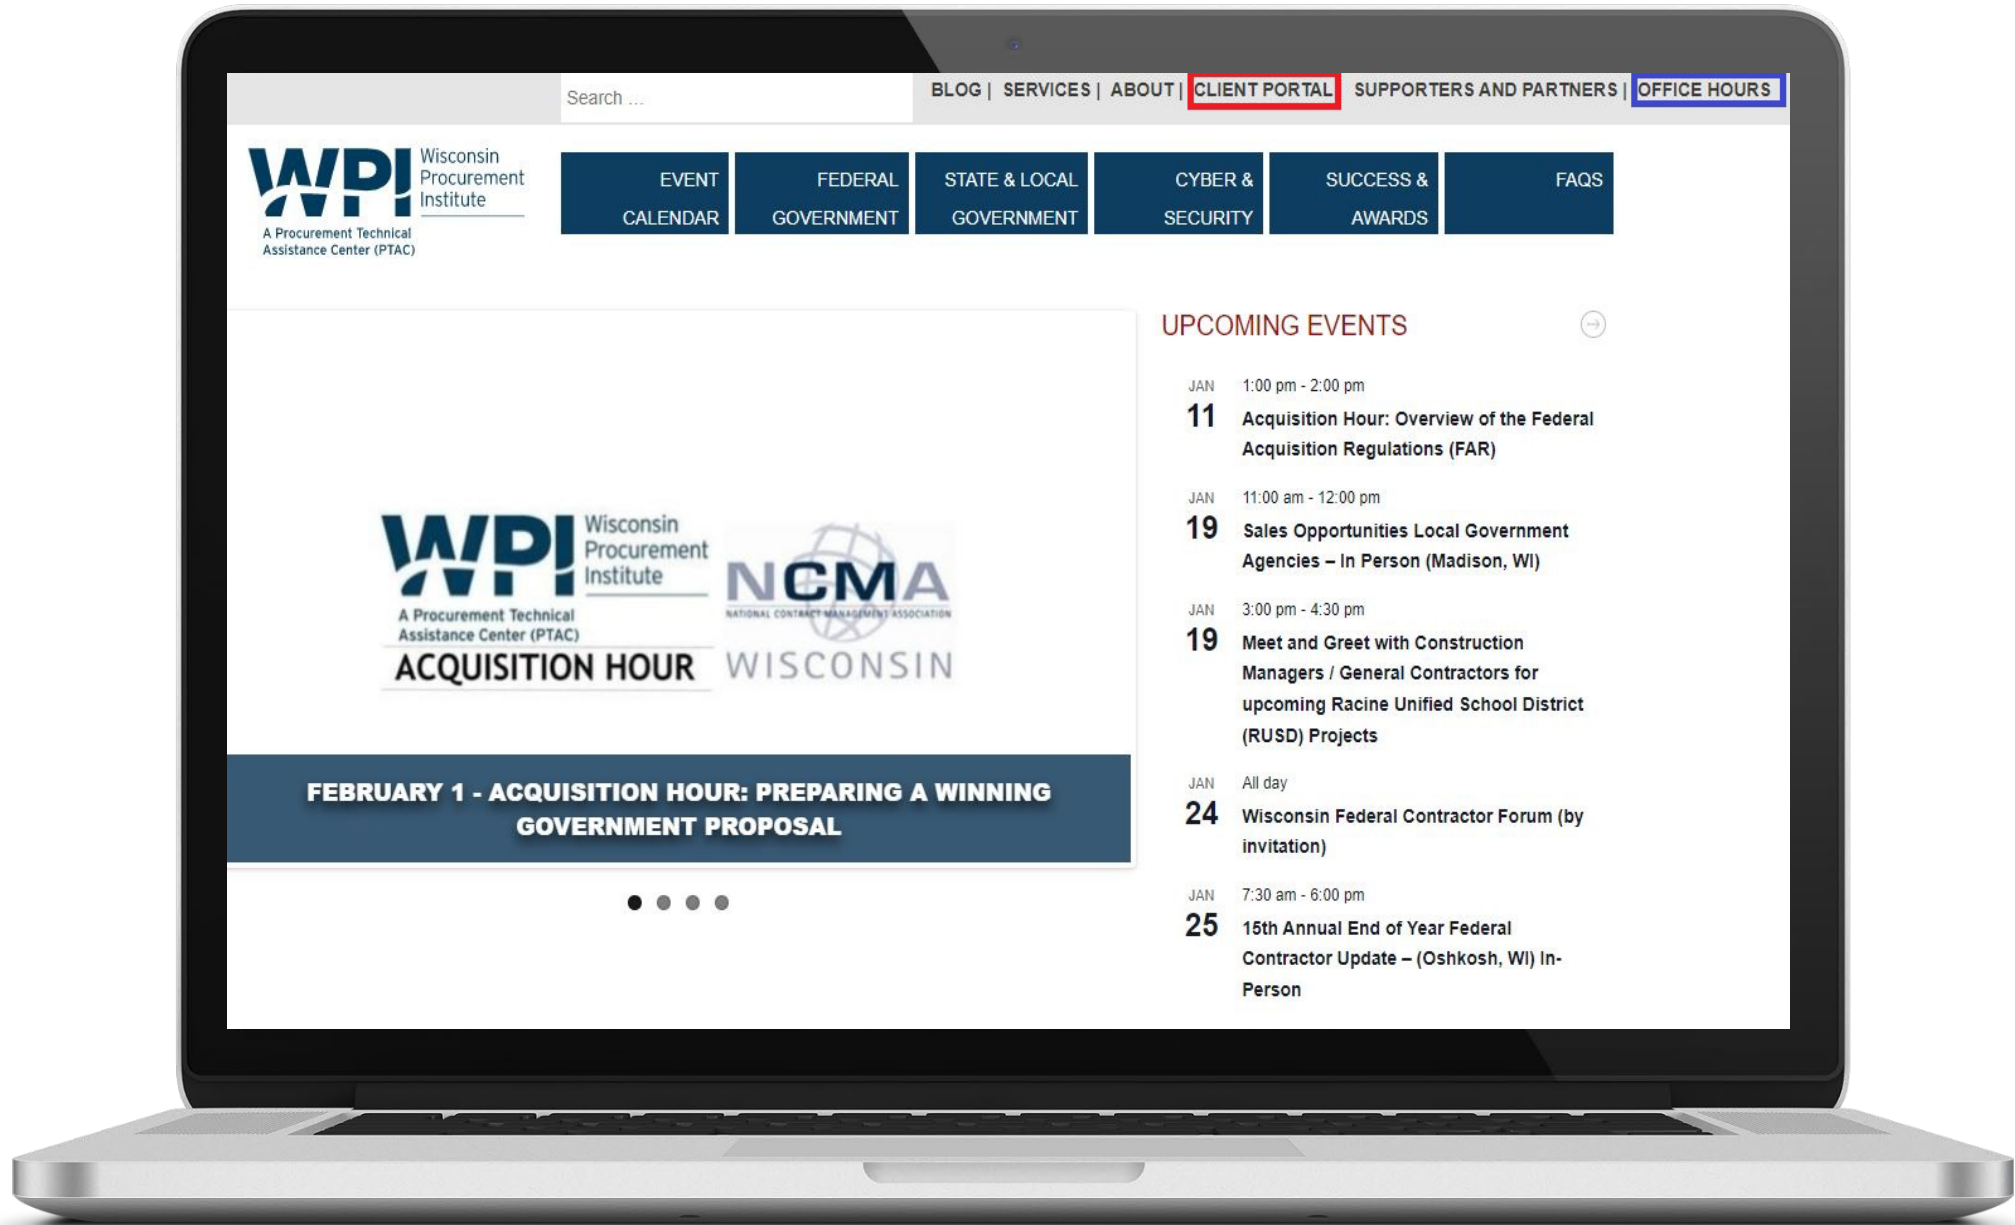 Search ...
BLOG | SERVICES | ABOUT | CLIENT PORTAL SUPPORTERS AND PARTNERS | OFFICE HOURS
WPI
Wisconsin
Procurement
Institute
A Procurement Technical
Assistance Center (PTAC)
EVENT
CALENDAR
FEDERAL
GOVERNMENT
STATE & LOCAL
GOVERNMENT
CYBER &
SECURITY
SUCCESS &
AWARDS
FAQS
WPI
Wisconsin
Procurement
Institute
A Procurement Technical
Assistance Center (PTAC)
ACQUISITION HOUR
NCMA
NATIONAL CONTRACT MANAGEMENT ASSOCIATION
WISCONSIN
FEBRUARY 1 - ACQUISITION HOUR: PREPARING A WINNING
GOVERNMENT PROPOSAL
UPCOMING EVENTS
JAN
11
1:00 pm - 2:00 pm
Acquisition Hour: Overview of the Federal
Acquisition Regulations (FAR)
JAN
19
11:00 am - 12:00 pm
Sales Opportunities Local Government
Agencies – In Person (Madison, WI)
JAN
19
3:00 pm - 4:30 pm
Meet and Greet with Construction
Managers / General Contractors for
upcoming Racine Unified School District
(RUSD) Projects
JAN
24
All day
Wisconsin Federal Contractor Forum (by
invitation)
JAN
25
7:30 am - 6:00 pm
15th Annual End of Year Federal
Contractor Update – (Oshkosh, WI) In-
Person